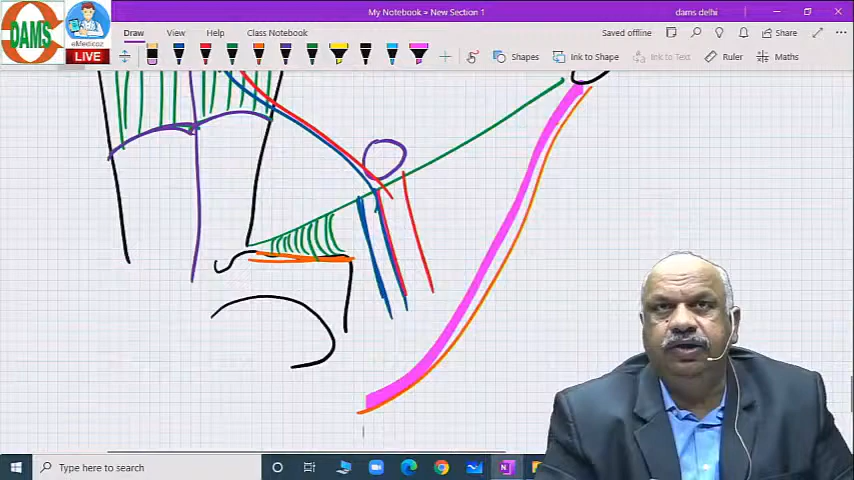 My Notebook » New Section 1
dams delhi
DAMS
eMedicoz
LIVE
Draw
View
Help
Class Notebook
Saved offline
Share
Shapes
Ink to Shape
Ink to Text
Ruler
Maths
Type here to search